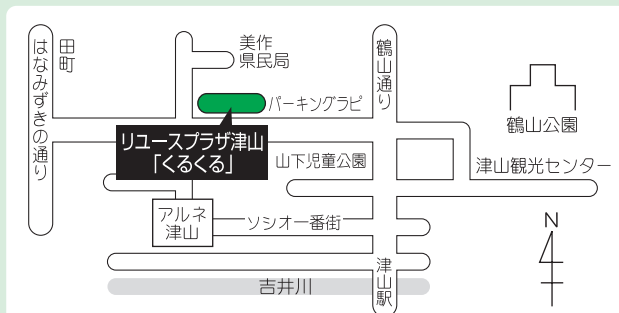 田町
はなみずきの通り
美作
県民局
鶴山通り
パーキングラピ
鶴山公園
リユースプラザ津山
「くるくる」
山下児童公園
津山観光センター
アルネ
津山
ソシオ一番街
N
津山駅
吉井川